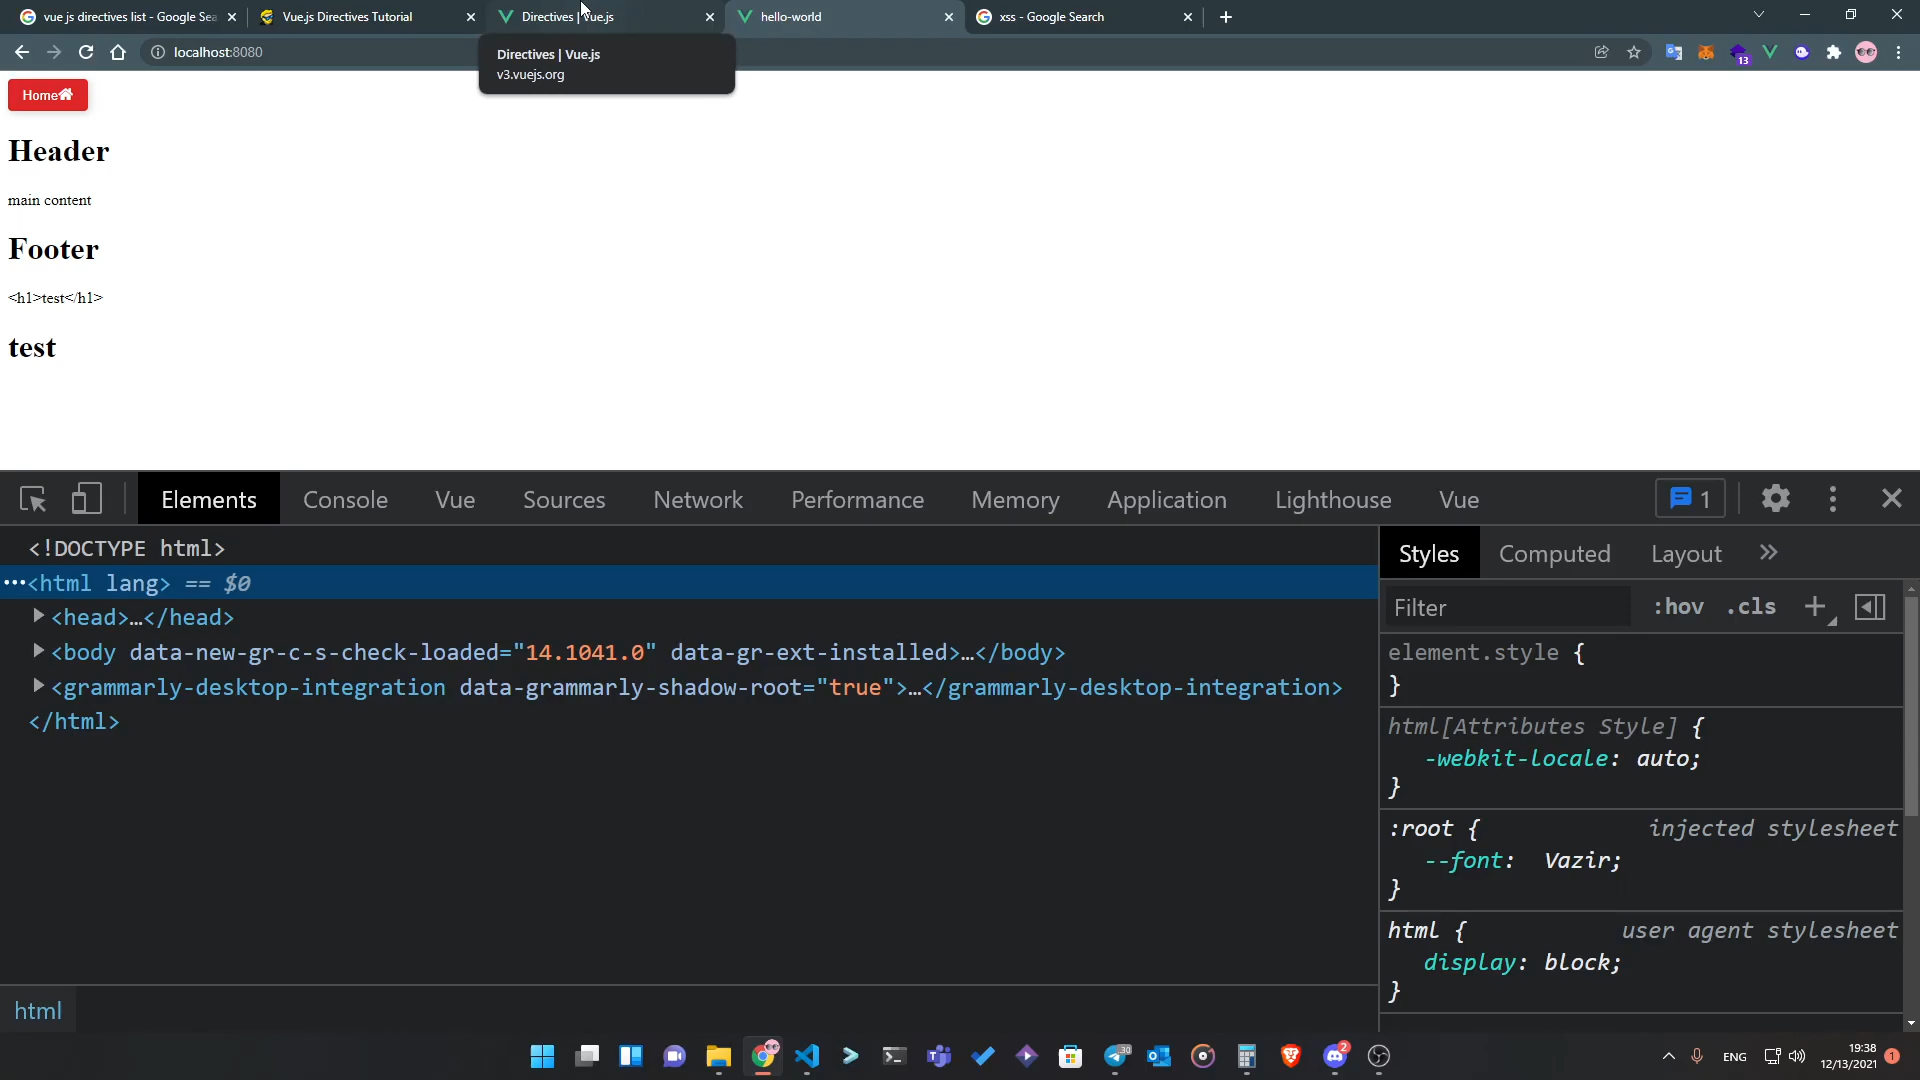 vue js directives list - Google Sea
Vue.js Directives Tutorial
Directives | Vue.js
hello-world
xss - Google Search
localhost:8080
13
Directives | Vue.js
v3.vuejs.org
Home
Header
main content
Footer
<h1>test</h1>
test
Elements
Console
Vue
Sources
Network
Performance
Memory
Application
Lighthouse
Vue
1
<!DOCTYPE html>
<html lang> == $0
<head>…</head>
<body data-new-gr-c-s-check-loaded="14.1041.0" data-gr-ext-installed>…</body>
<grammarly-desktop-integration data-grammarly-shadow-root="true">…</grammarly-desktop-integration>
</html>
html
Styles
Computed
Layout
Filter
:hov
.cls
element.style {
}
html[Attributes Style] {
-webkit-locale: auto;
}
:root {
injected stylesheet
--font: Vazir;
}
html {
user agent stylesheet
display: block;
}
30
2
ENG
19:38
12/13/2021
1